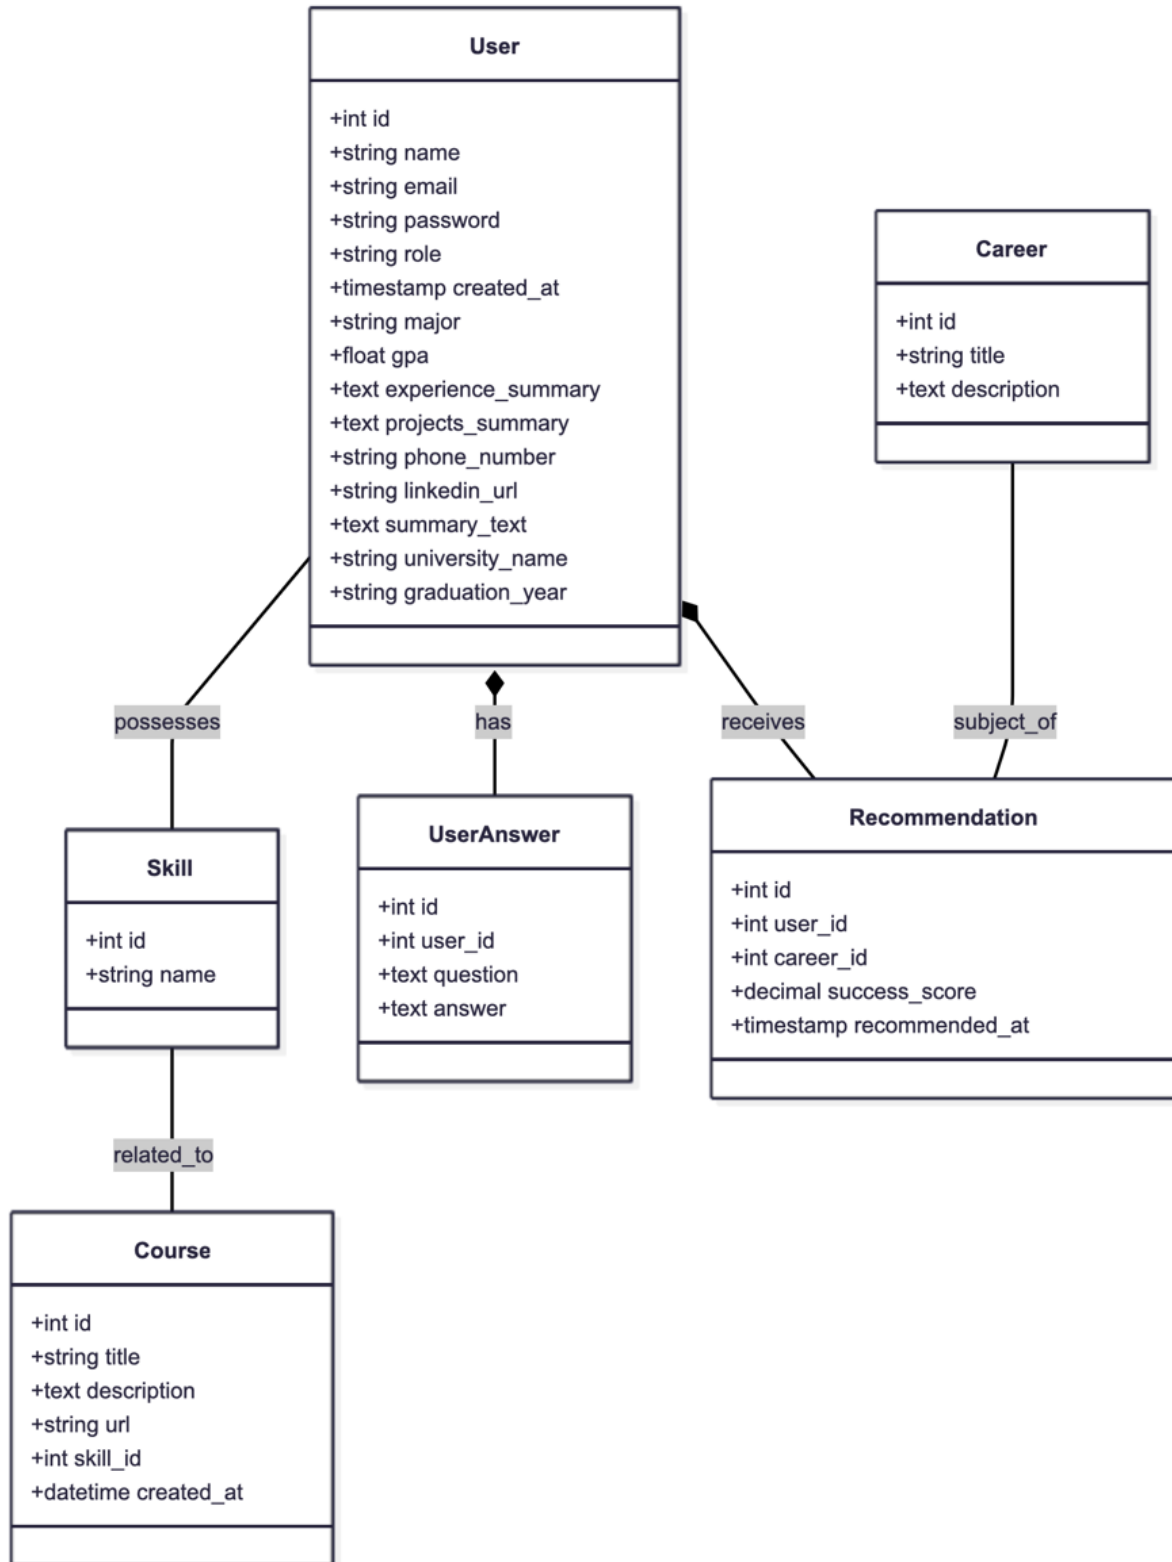 User
+int id
+string name
+string email
+string password
+string role
+timestamp created_at
+string major
+float gpa
+text experience_summary
+text projects_summary
+string phone_number
+string linkedin_url
+text summary_text
+string university_name
+string graduation_year
Career
+int id
+string title
+text description
possesses
has
receives
subject_of
Skill
+int id
+string name
UserAnswer
+int id
+int user_id
+text question
+text answer
Recommendation
+int id
+int user_id
+int career_id
+decimal success_score
+timestamp recommended_at
related_to
Course
+int id
+string title
+text description
+string url
+int skill_id
+datetime created_at